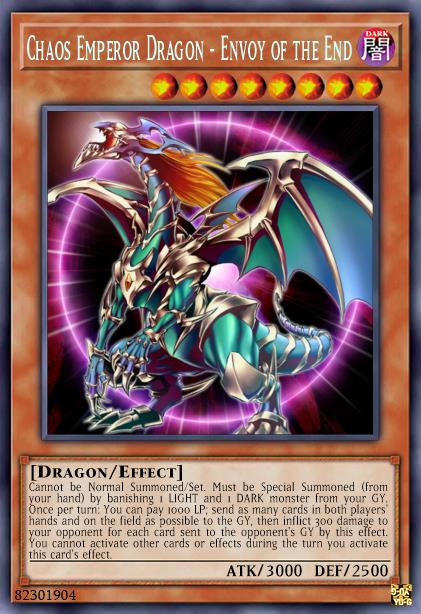 Chaos Emperor Dragon - Envoy of the End
DARK
闇
[Dragon/Effect]
Cannot be Normal Summoned/Set. Must be Special Summoned (from
your hand) by banishing 1 LIGHT and 1 DARK monster from your GY.
Once per turn: You can pay 1000 LP; send as many cards in both players'
hands and on the field as possible to the GY, then inflict 300 damage to
your opponent for each card sent to the opponent's GY by this effect.
You cannot activate other cards or effects during the turn you activate
this card's effect.
ATK/3000 DEF/2500
82301904